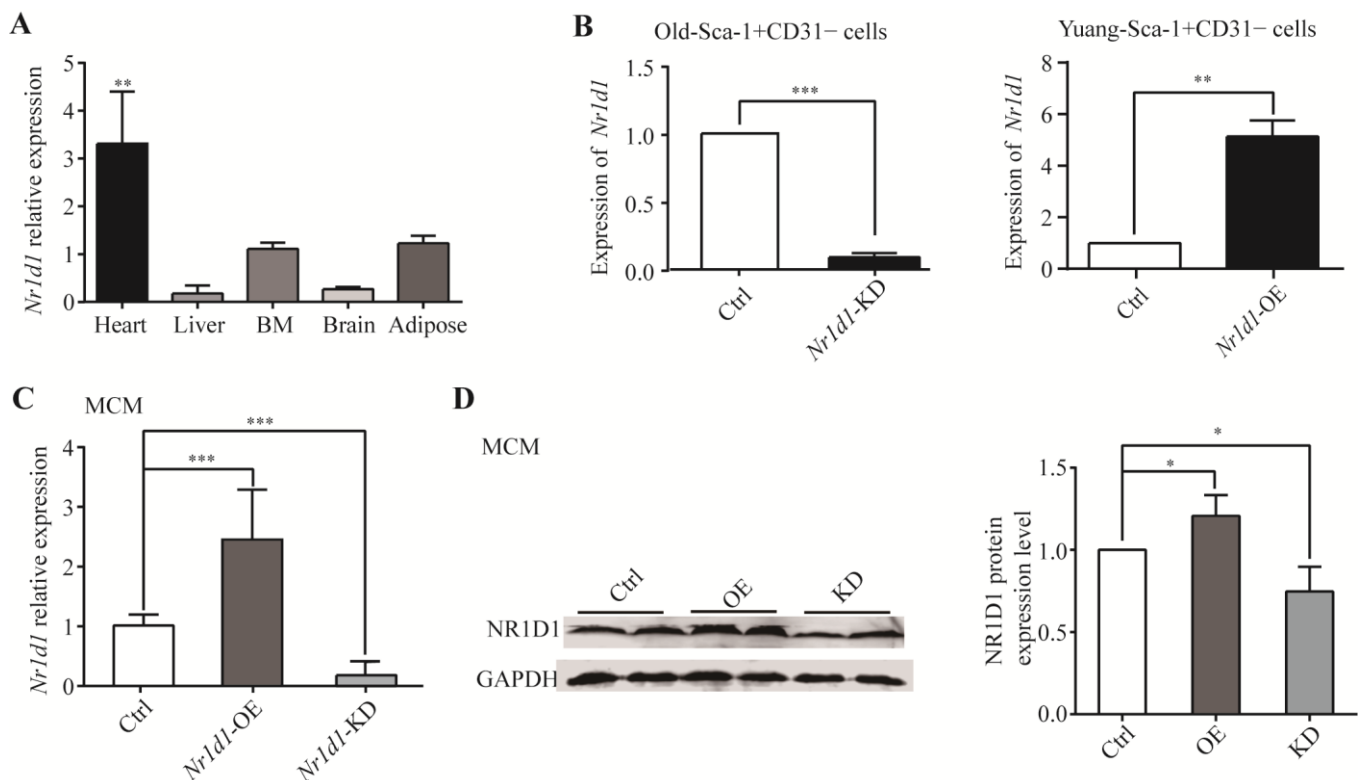 A
Nr1d1 relative expression
5
4
3
2
1
0
**
Heart Liver BM Brain Adipose
B
Old-Sca-1+CD31− cells
Expression of Nr1d1
1.5
1.0
0.5
0.0
***
Ctrl
Nr1d1-KD
Yuang-Sca-1+CD31− cells
Expression of Nr1d1
8
6
4
2
0
**
Ctrl
Nr1d1-OE
C
MCM
Nr1d1 relative expression
4
3
2
1
0
***
***
Ctrl
Nr1d1-OE
Nr1d1-KD
D
MCM
Ctrl OE KD
NR1D1
GAPDH
NR1D1 protein
expression level
1.5
1.0
0.5
0.0
*
*
Ctrl
OE
KD